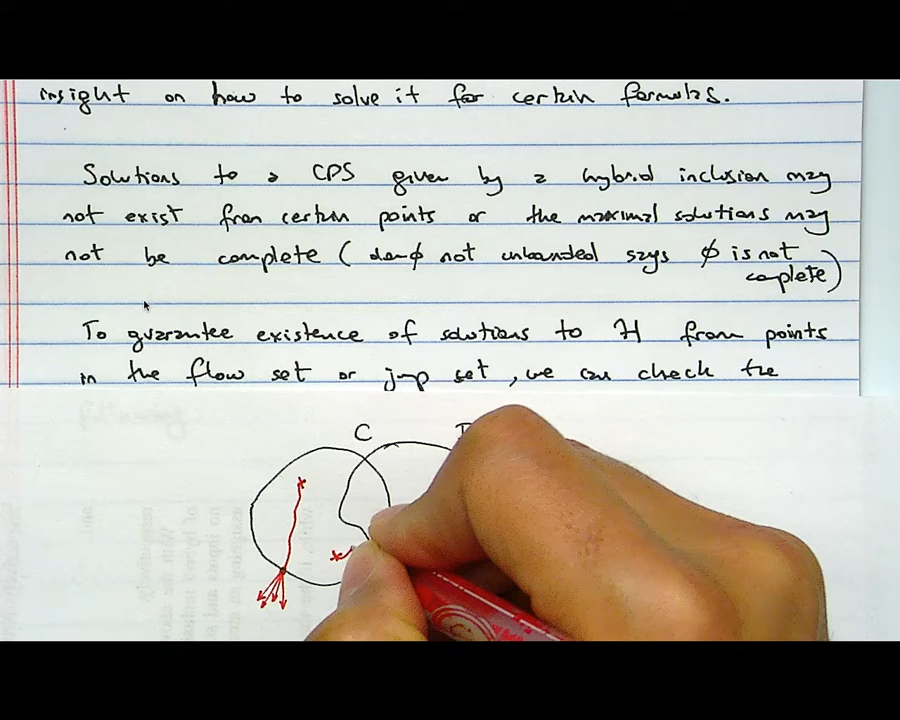 insight on how to solve it for certain formulas.
Solutions to a CPS given by a hybrid inclusion may
not exist from certain points or the maximal solutions may
not be complete ( dom ϕ not unbounded says ϕ is not
complete )
To guarantee existence of solutions to H from points
in the flow set or jump set , we can check the
C